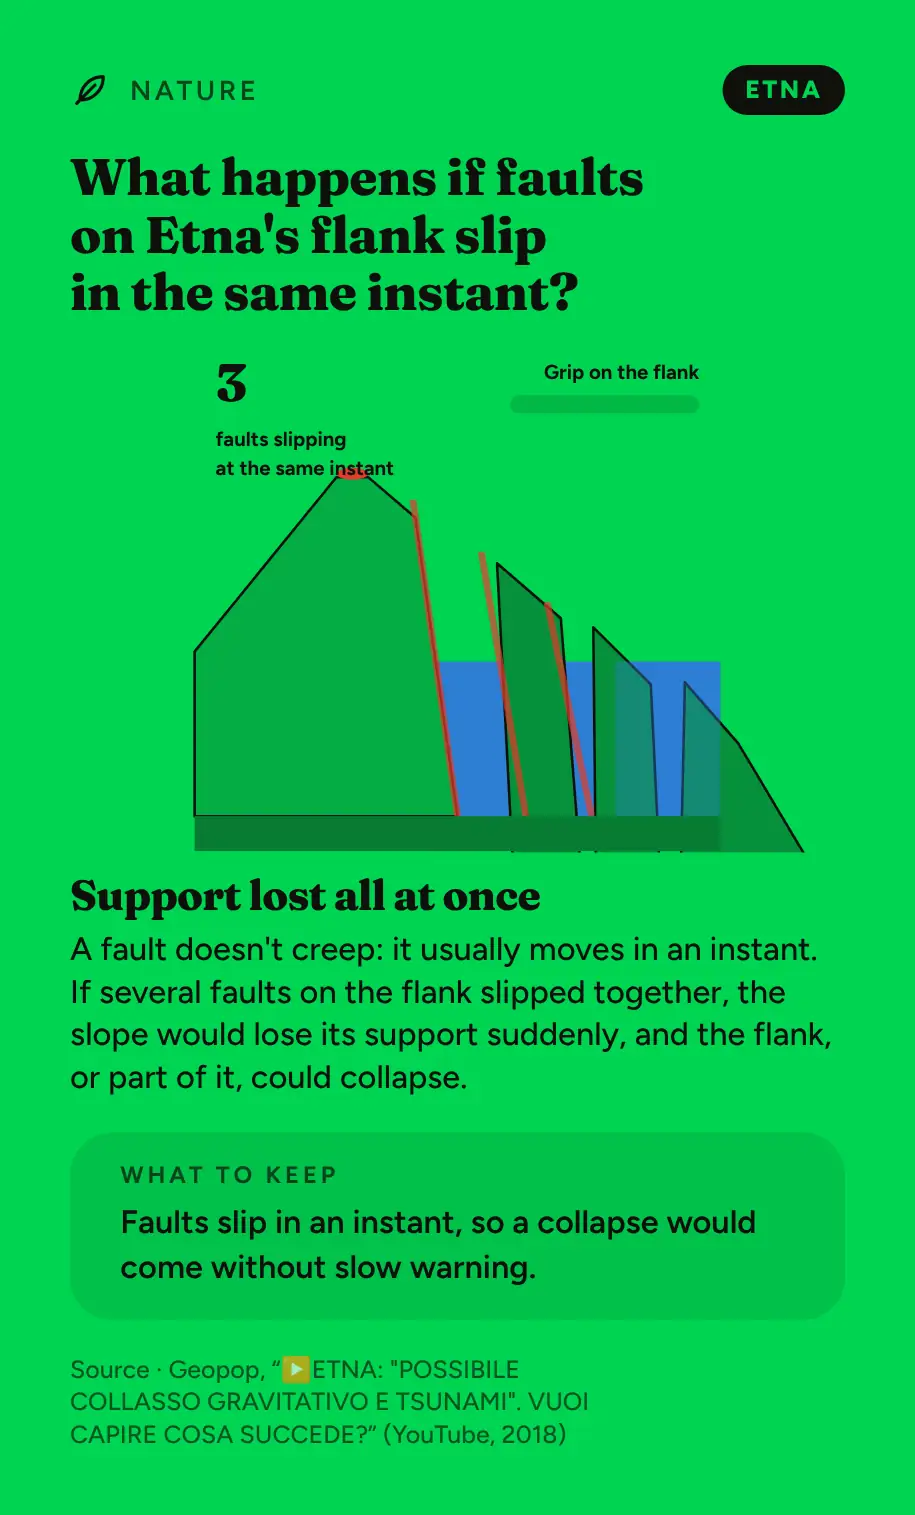 NATURE
ETNA
What happens if faults
on Etna's flank slip
in the same instant?
3
faults slipping
at the same instant
Grip on the flank
Support lost all at once
A fault doesn't creep: it usually moves in an instant.
If several faults on the flank slipped together, the
slope would lose its support suddenly, and the flank,
or part of it, could collapse.
WHAT TO KEEP
Faults slip in an instant, so a collapse would
come without slow warning.
Source · Geopop, “▶️ETNA: "POSSIBILE
COLLASSO GRAVITATIVO E TSUNAMI". VUOI
CAPIRE COSA SUCCEDE?” (YouTube, 2018)